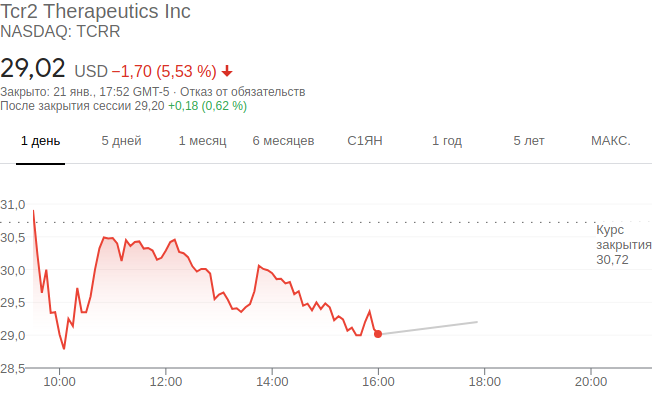 Tcr2 Therapeutics Inc
NASDAQ: TCRR
29,02 USD −1,70 (5,53 %)
Закрыто: 21 янв., 17:52 GMT-5 · Отказ от обязательств
После закрытия сессии 29,20 +0,18 (0,62 %)
1 день 5 дней 1 месяц 6 месяцев С1ЯН 1 год 5 лет МАКС.
31,0
30,5
30,0
29,5
29,0
28,5
Курс
закрытия
30,72
10:00 12:00 14:00 16:00 18:00 20:00